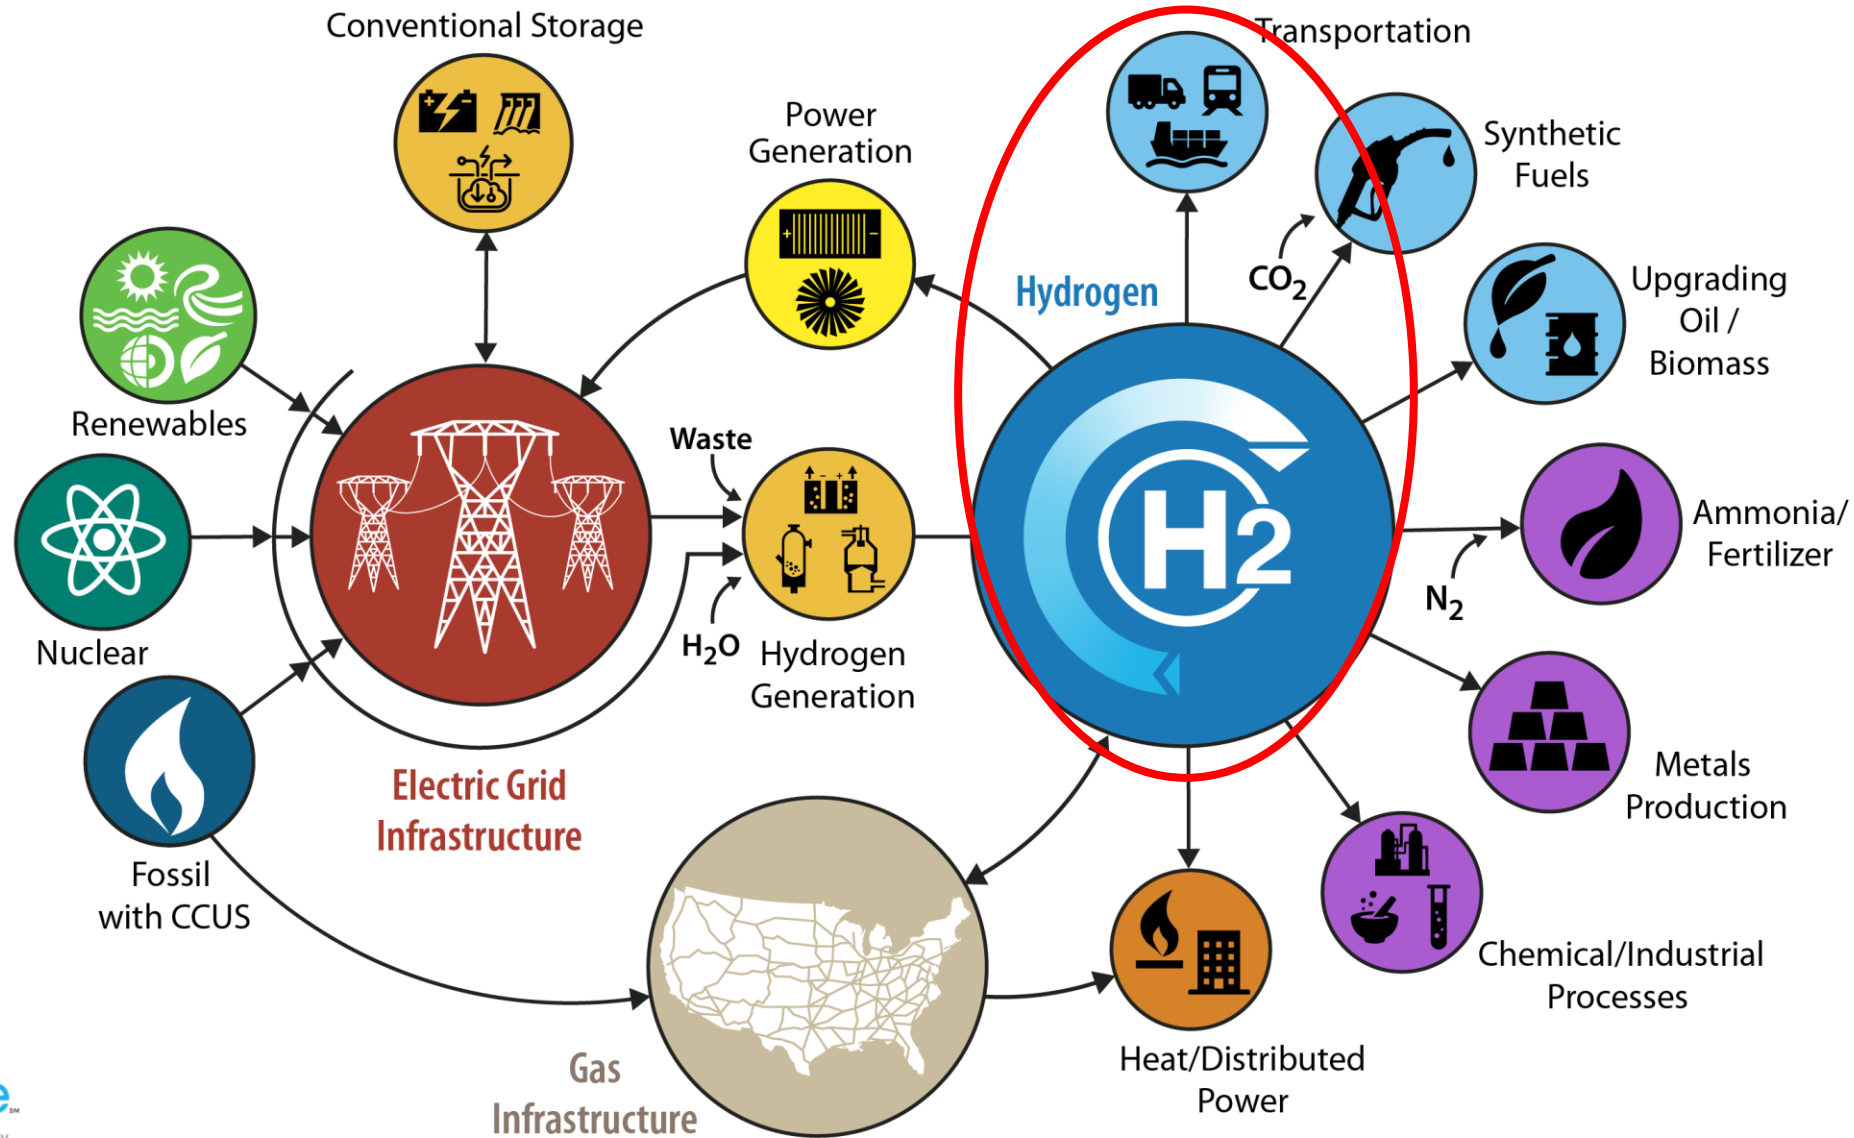 Conventional Storage
Transportation
Power
Generation
Synthetic
Fuels
CO2
Hydrogen
Upgrading
Oil /
Biomass
Renewables
Waste
H2
Ammonia/
Fertilizer
N2
Nuclear
H2O
Hydrogen
Generation
Electric Grid
Infrastructure
Metals
Production
Fossil
with CCUS
Chemical/Industrial
Processes
Gas
Infrastructure
Heat/Distributed
Power